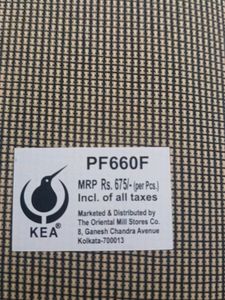 PF660F
MRP Rs. 675/- (per Pcs.)
Incl. of all taxes
Marketed & Distributed by
The Oriental Mill Stores Co.
8, Ganesh Chandra Avenue
Kolkata-700013
KEA®